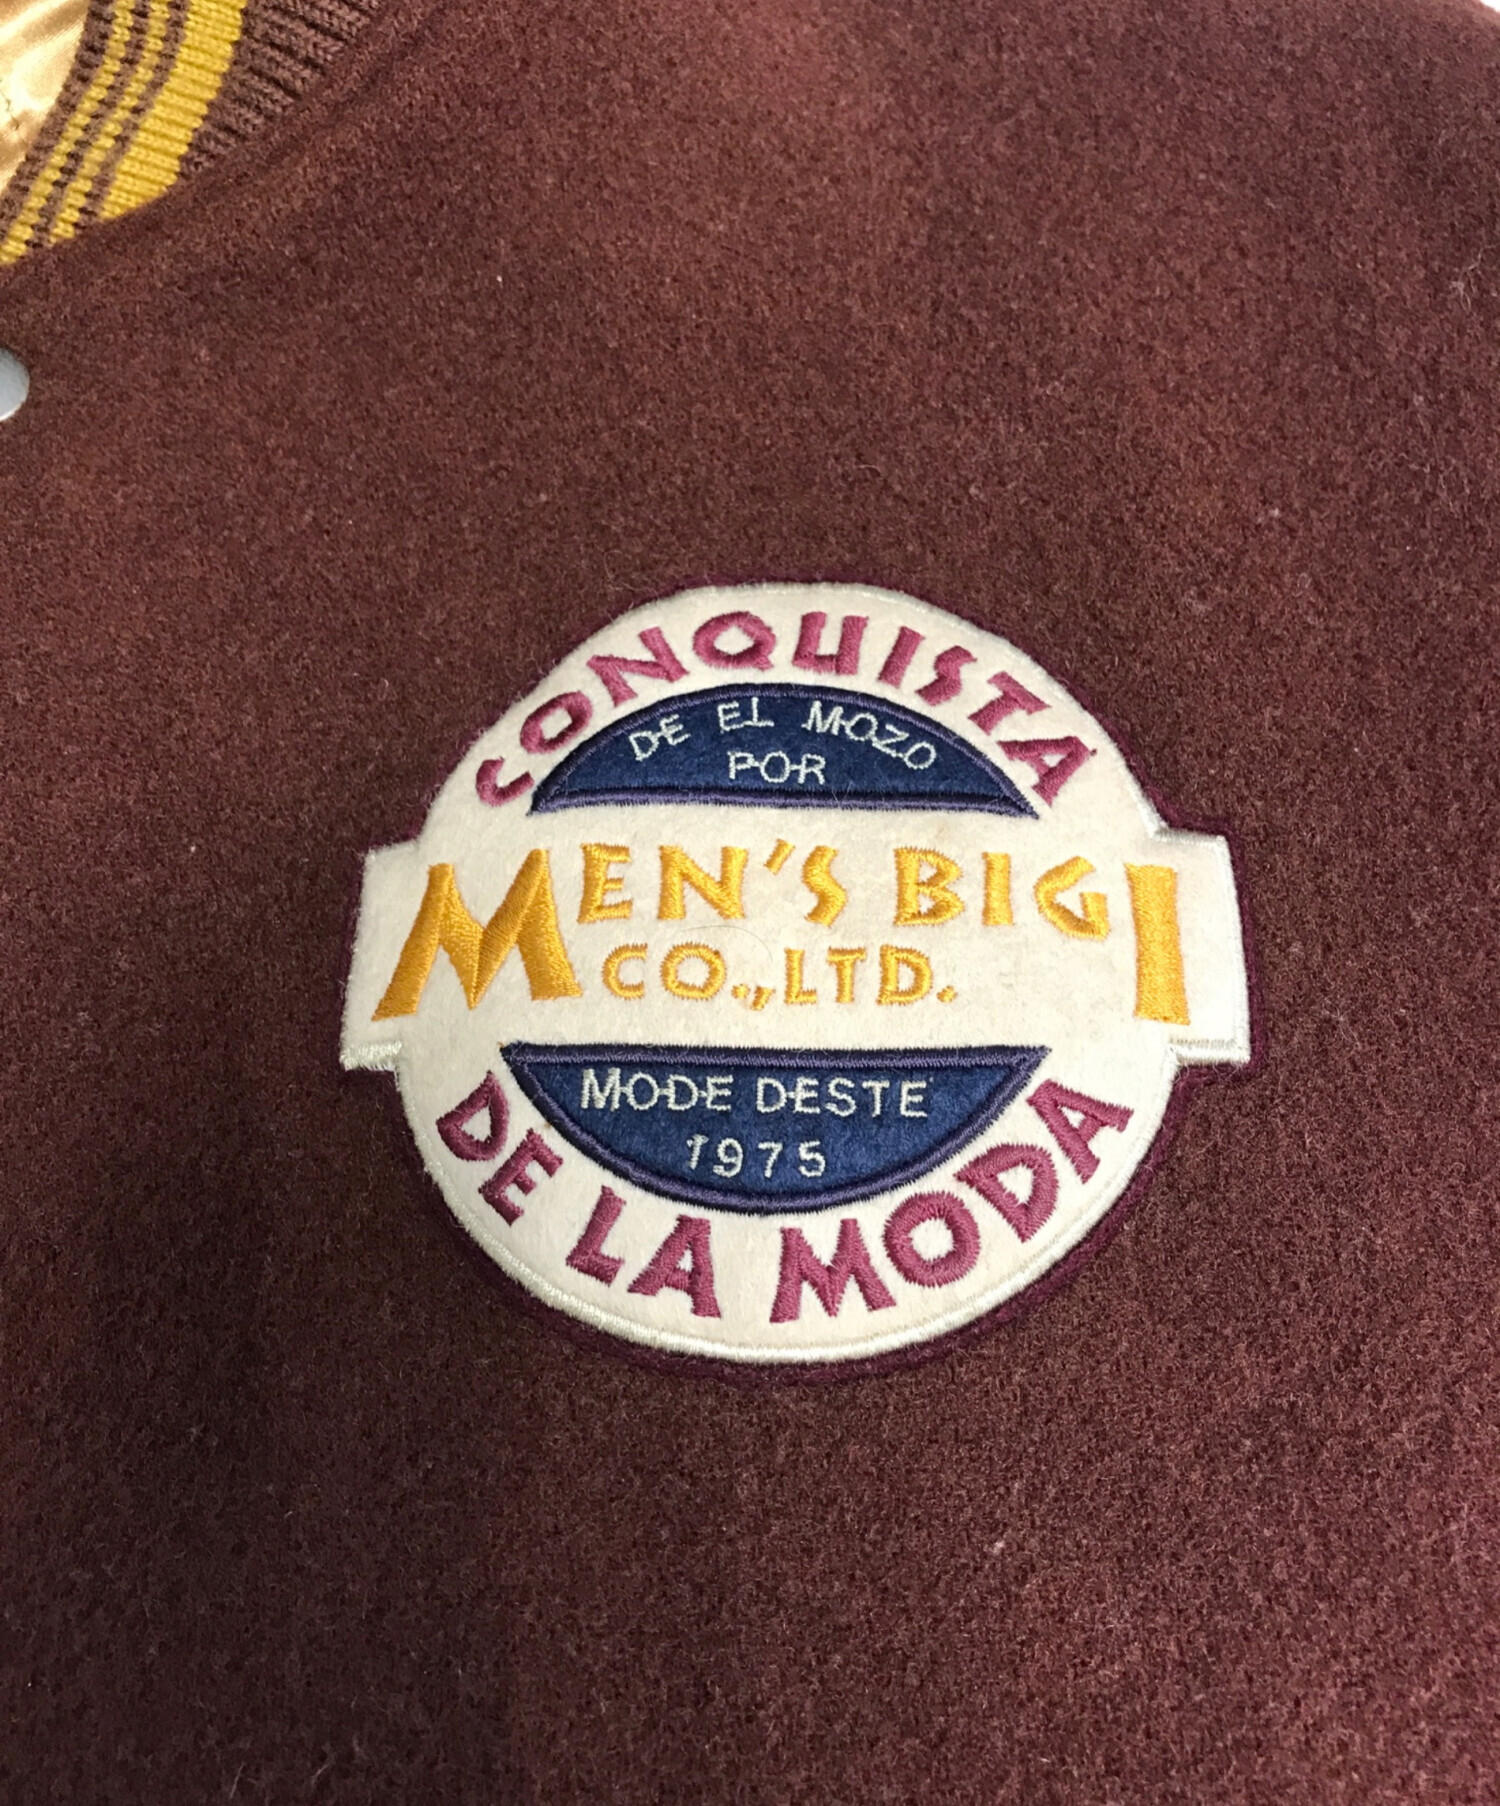 CONQUISTA
DE EL MOZO
POR
MEN'S BIGI
CO.,LTD.
MODE DESTE
1975
DE LA MODA